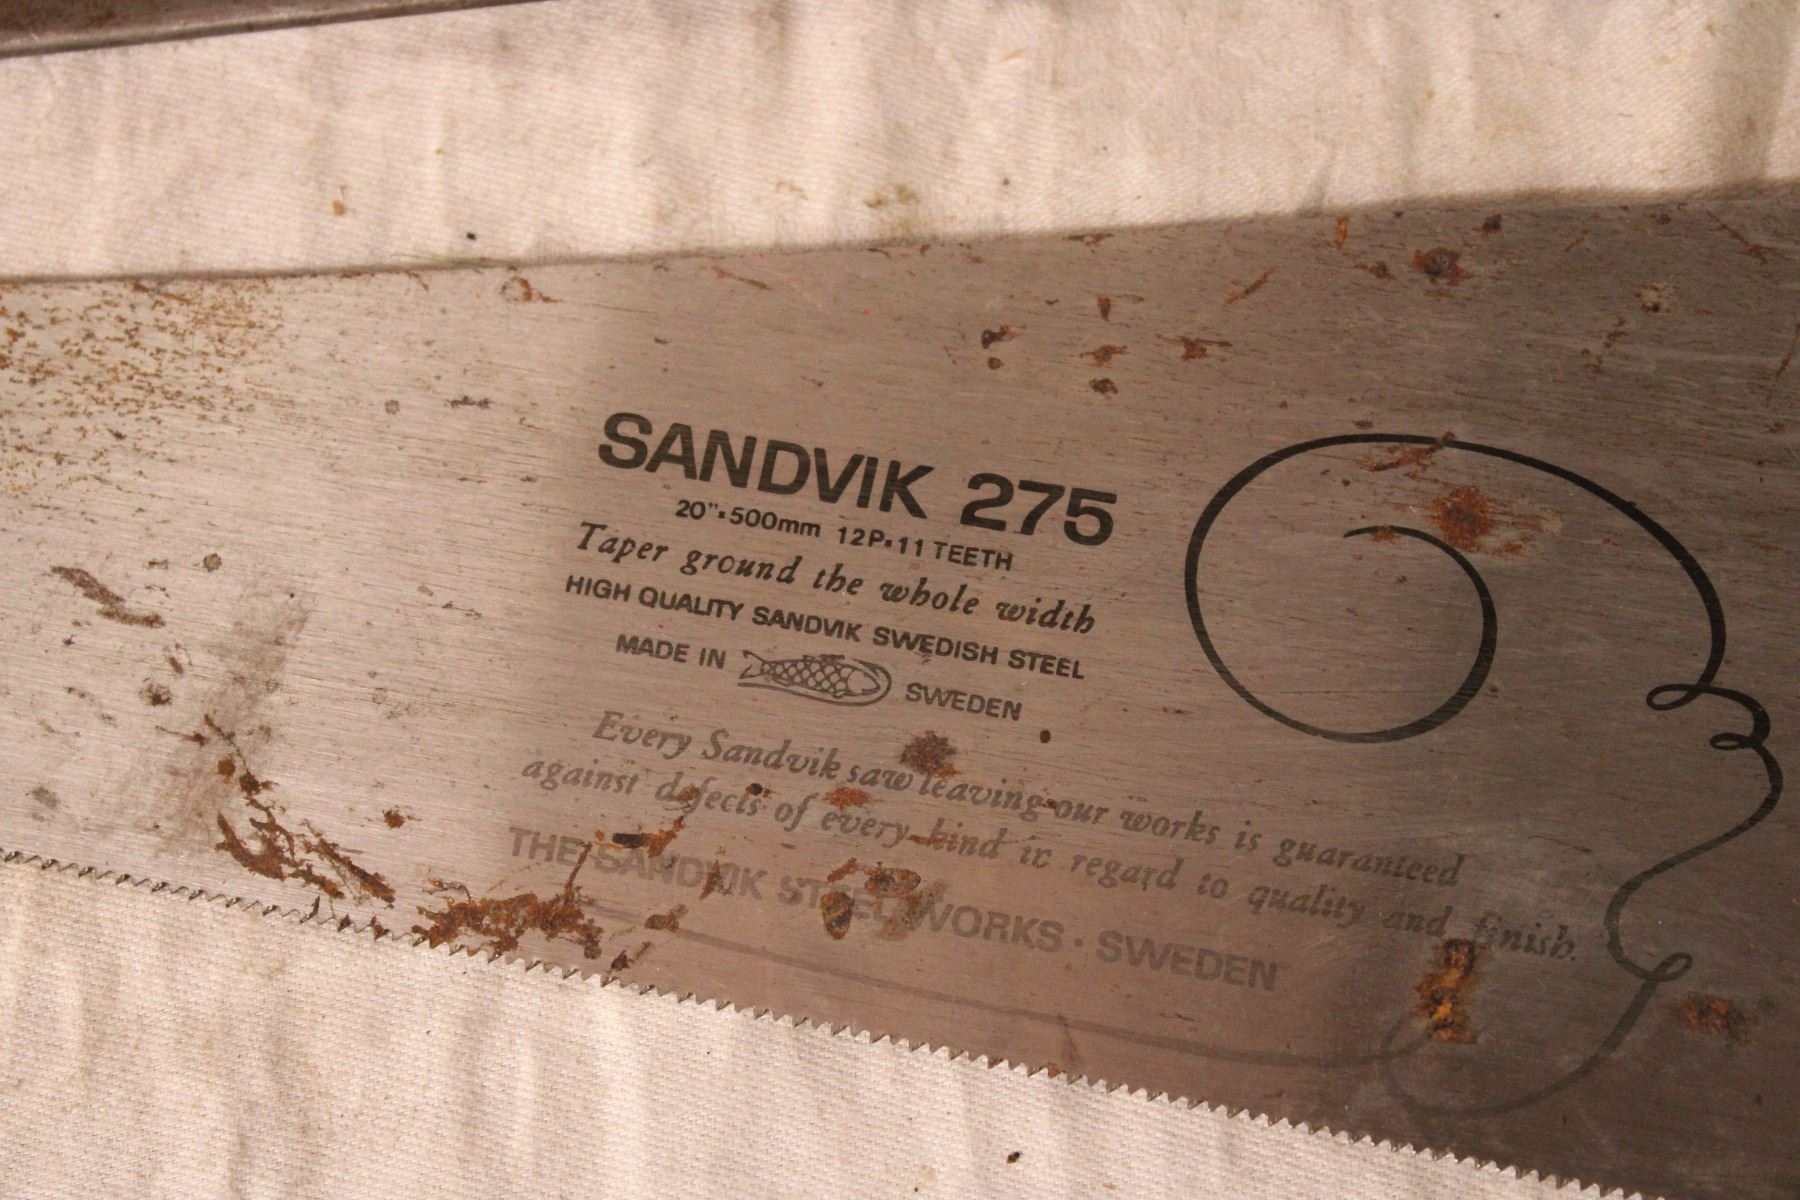 SANDVIK 275
20"=500mm 12P=11 TEETH
Taper ground the whole width
HIGH QUALITY SANDVIK SWEDISH STEEL
MADE IN SWEDEN
Every Sandvik saw leaving our works is guaranteed
against defects of every kind in regard to quality and finish.
THE SANDVIK STEEL WORKS · SWEDEN